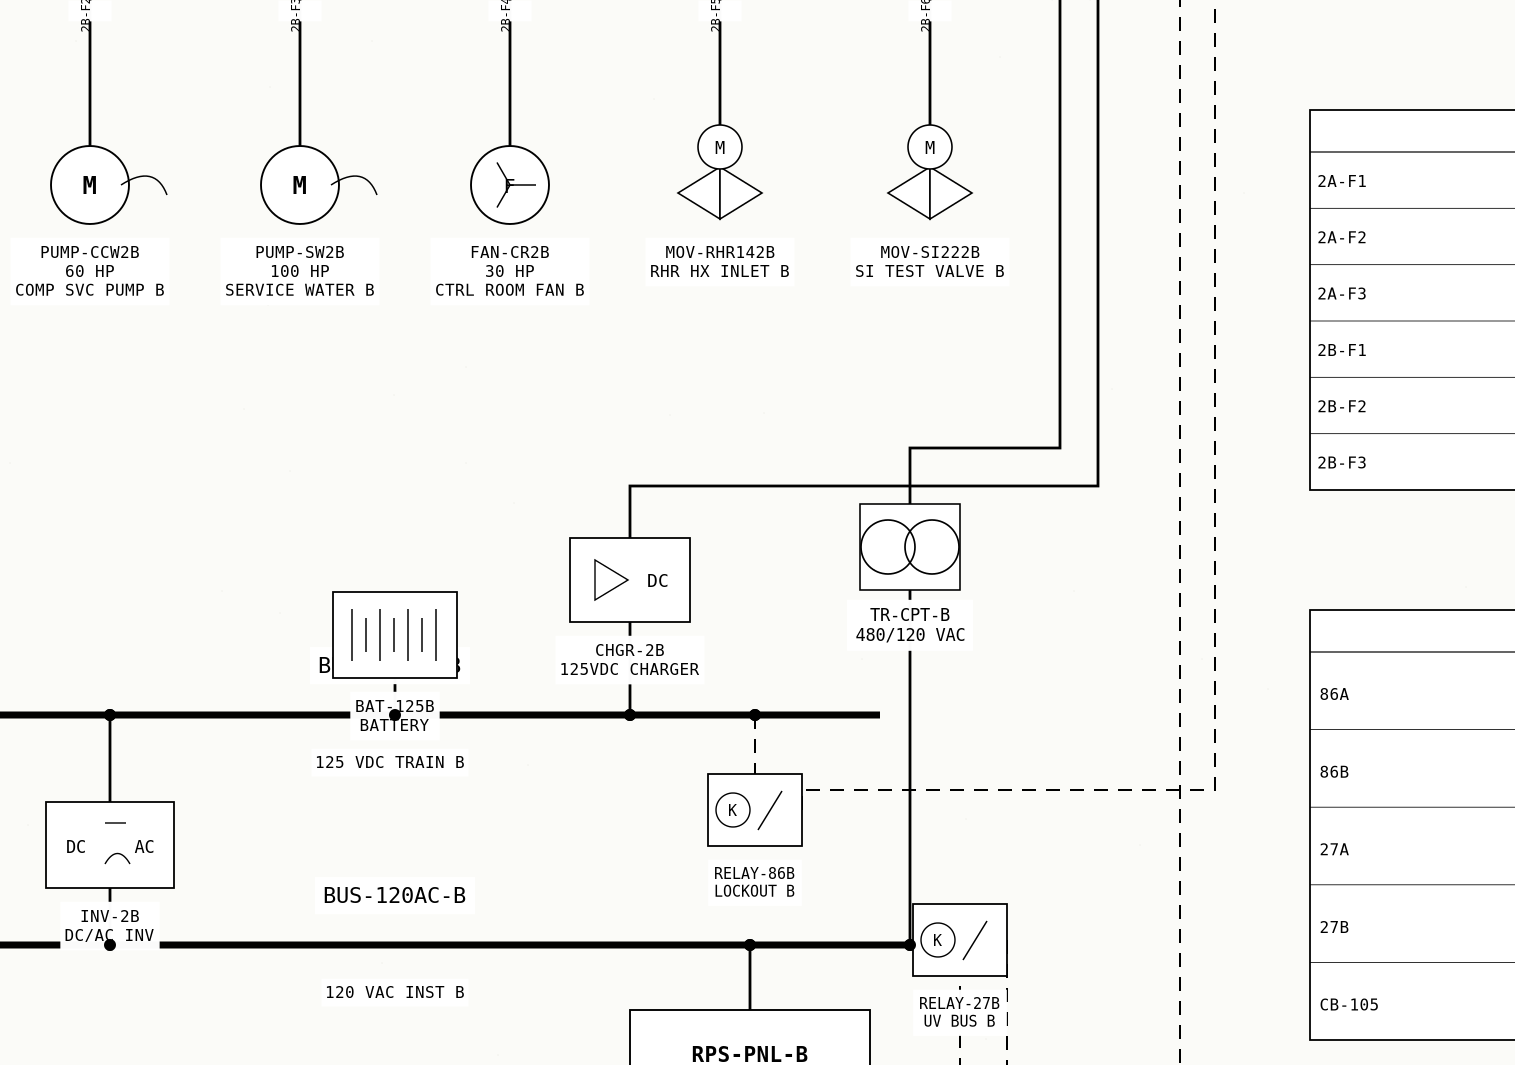 2B-F2
2B-F3
2B-F4
2B-F5
2B-F6
M
M
F
M
M
PUMP-CCW2B
60 HP
COMP SVC PUMP B
PUMP-SW2B
100 HP
SERVICE WATER B
FAN-CR2B
30 HP
CTRL ROOM FAN B
MOV-RHR142B
RHR HX INLET B
MOV-SI222B
SI TEST VALVE B
2A-F1
2A-F2
2A-F3
2B-F1
2B-F2
2B-F3
DC
CHGR-2B
125VDC CHARGER
TR-CPT-B
480/120 VAC
BAT-125B
BATTERY
125 VDC TRAIN B
K
RELAY-86B
LOCKOUT B
DC AC
INV-2B
DC/AC INV
BUS-120AC-B
120 VAC INST B
K
RELAY-27B
UV BUS B
RPS-PNL-B
86A
86B
27A
27B
CB-105